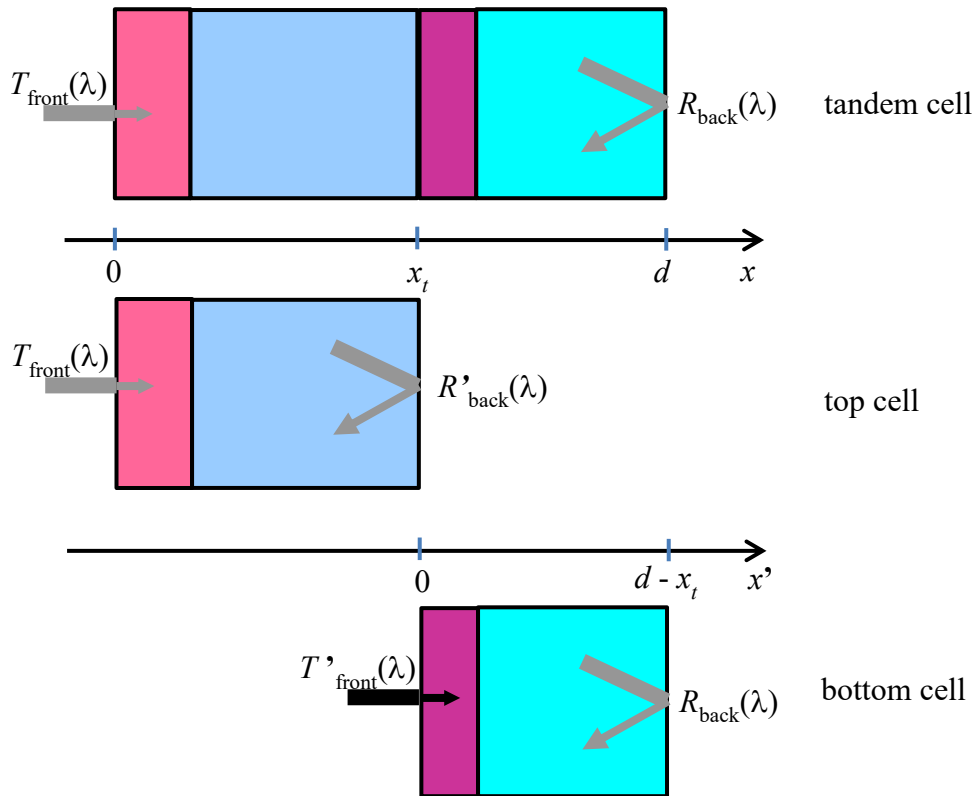 T_front(λ)
R_back(λ)
tandem cell
0
x_t
d
x
T_front(λ)
R’_back(λ)
top cell
0
d - x_t
x’
T’_front(λ)
R_back(λ)
bottom cell